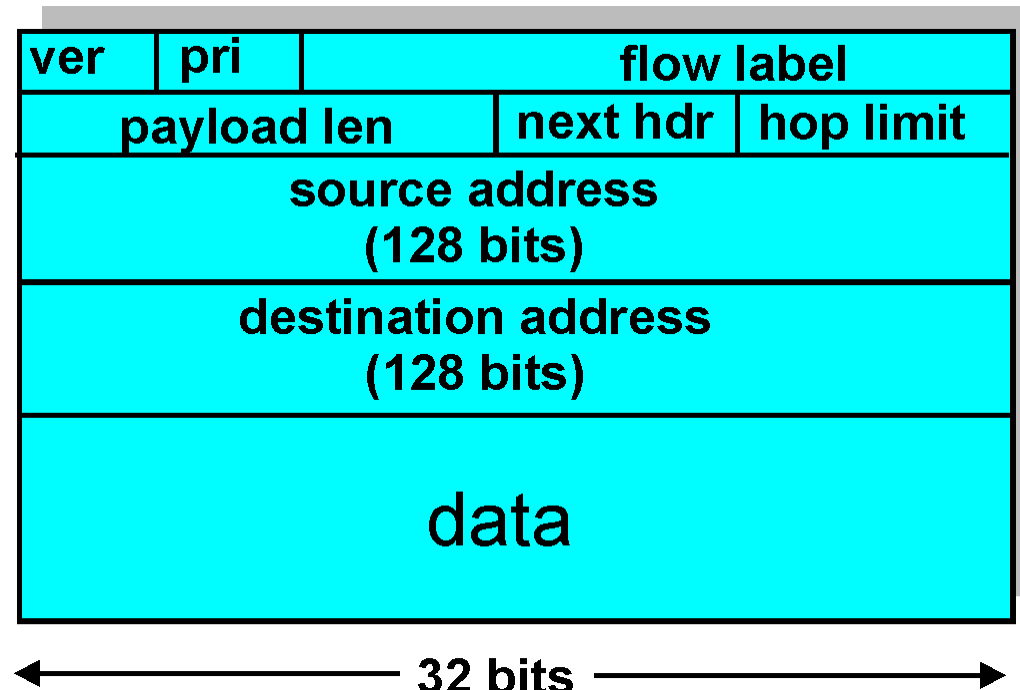 ver pri flow label
payload len next hdr hop limit
source address
(128 bits)
destination address
(128 bits)
data
32 bits